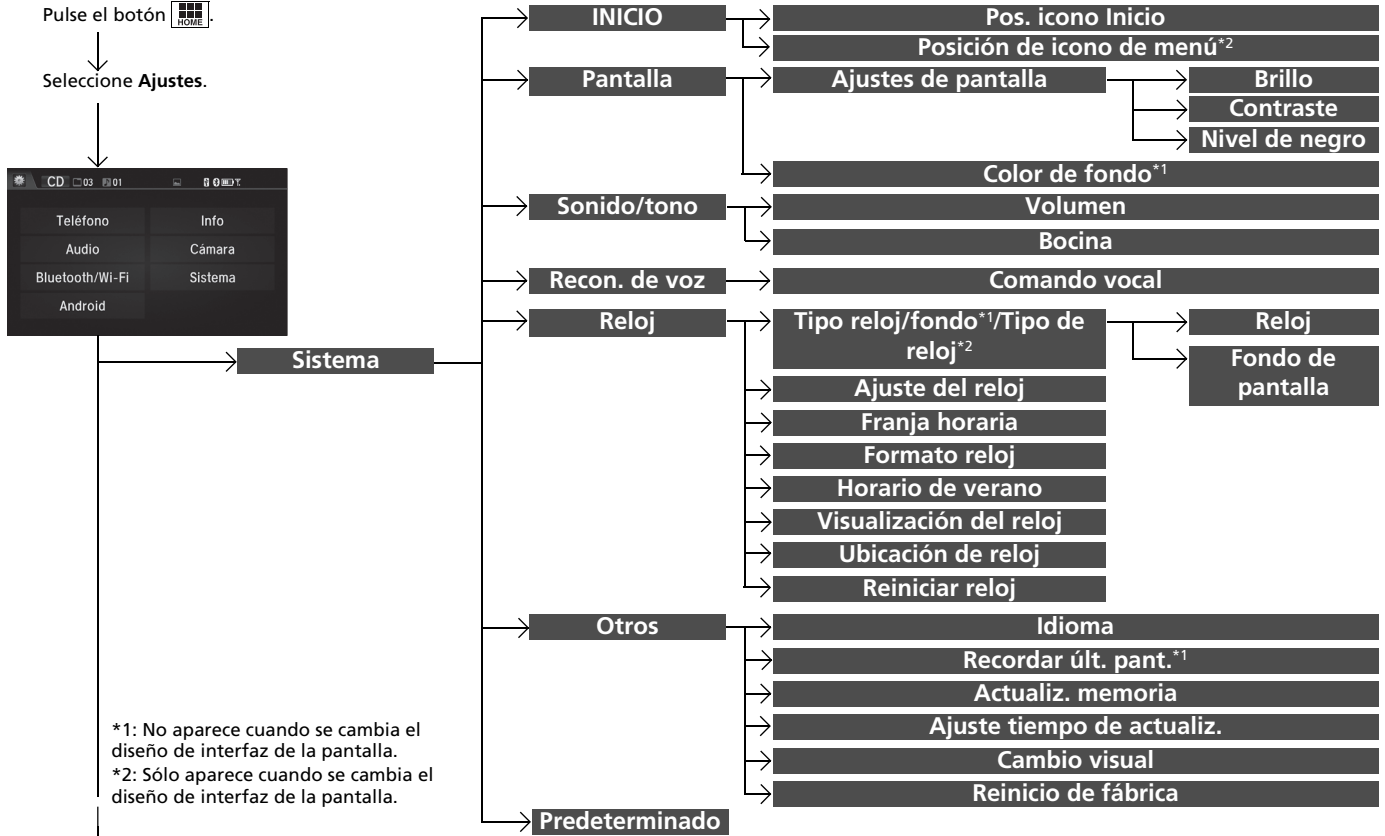 Pulse el botón HOME.
Seleccione Ajustes.
CD 03 01
Teléfono Info
Audio Cámara
Bluetooth/Wi-Fi Sistema
Android
Sistema
INICIO
Pos. icono Inicio
Posición de icono de menú*2
Pantalla
Ajustes de pantalla
Brillo
Contraste
Nivel de negro
Color de fondo*1
Sonido/tono
Volumen
Bocina
Recon. de voz
Comando vocal
Reloj
Tipo reloj/fondo*1/Tipo de
reloj*2
Reloj
Fondo de
pantalla
Ajuste del reloj
Franja horaria
Formato reloj
Horario de verano
Visualización del reloj
Ubicación de reloj
Reiniciar reloj
Otros
Idioma
Recordar últ. pant.*1
Actualiz. memoria
Ajuste tiempo de actualiz.
Cambio visual
Reinicio de fábrica
Predeterminado
*1: No aparece cuando se cambia el
diseño de interfaz de la pantalla.
*2: Sólo aparece cuando se cambia el
diseño de interfaz de la pantalla.